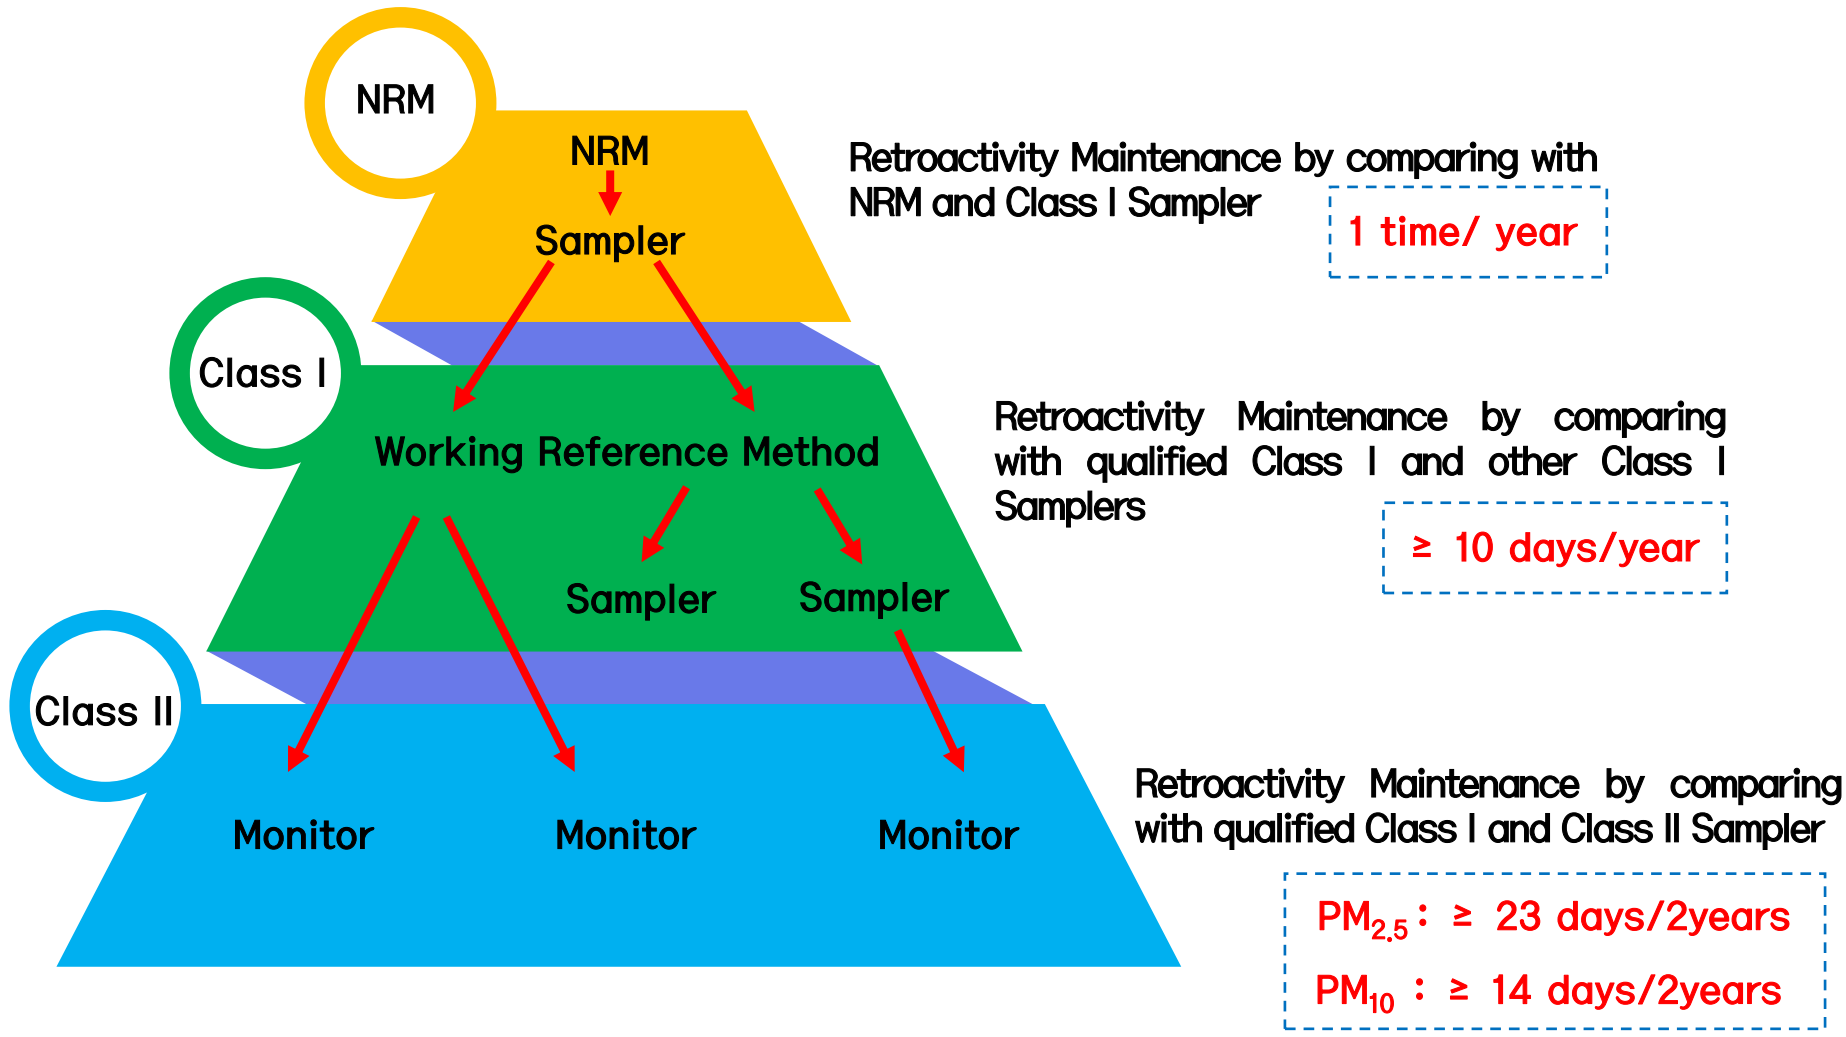 NRM
NRM
Sampler
Retroactivity Maintenance by comparing with
NRM and Class I Sampler
1 time/ year
Class I
Working Reference Method
Sampler
Sampler
Retroactivity Maintenance by comparing
with qualified Class I and other Class I
Samplers
≥ 10 days/year
Class II
Monitor
Monitor
Monitor
Retroactivity Maintenance by comparing
with qualified Class I and Class II Sampler
PM2.5 : ≥ 23 days/2years
PM10 : ≥ 14 days/2years